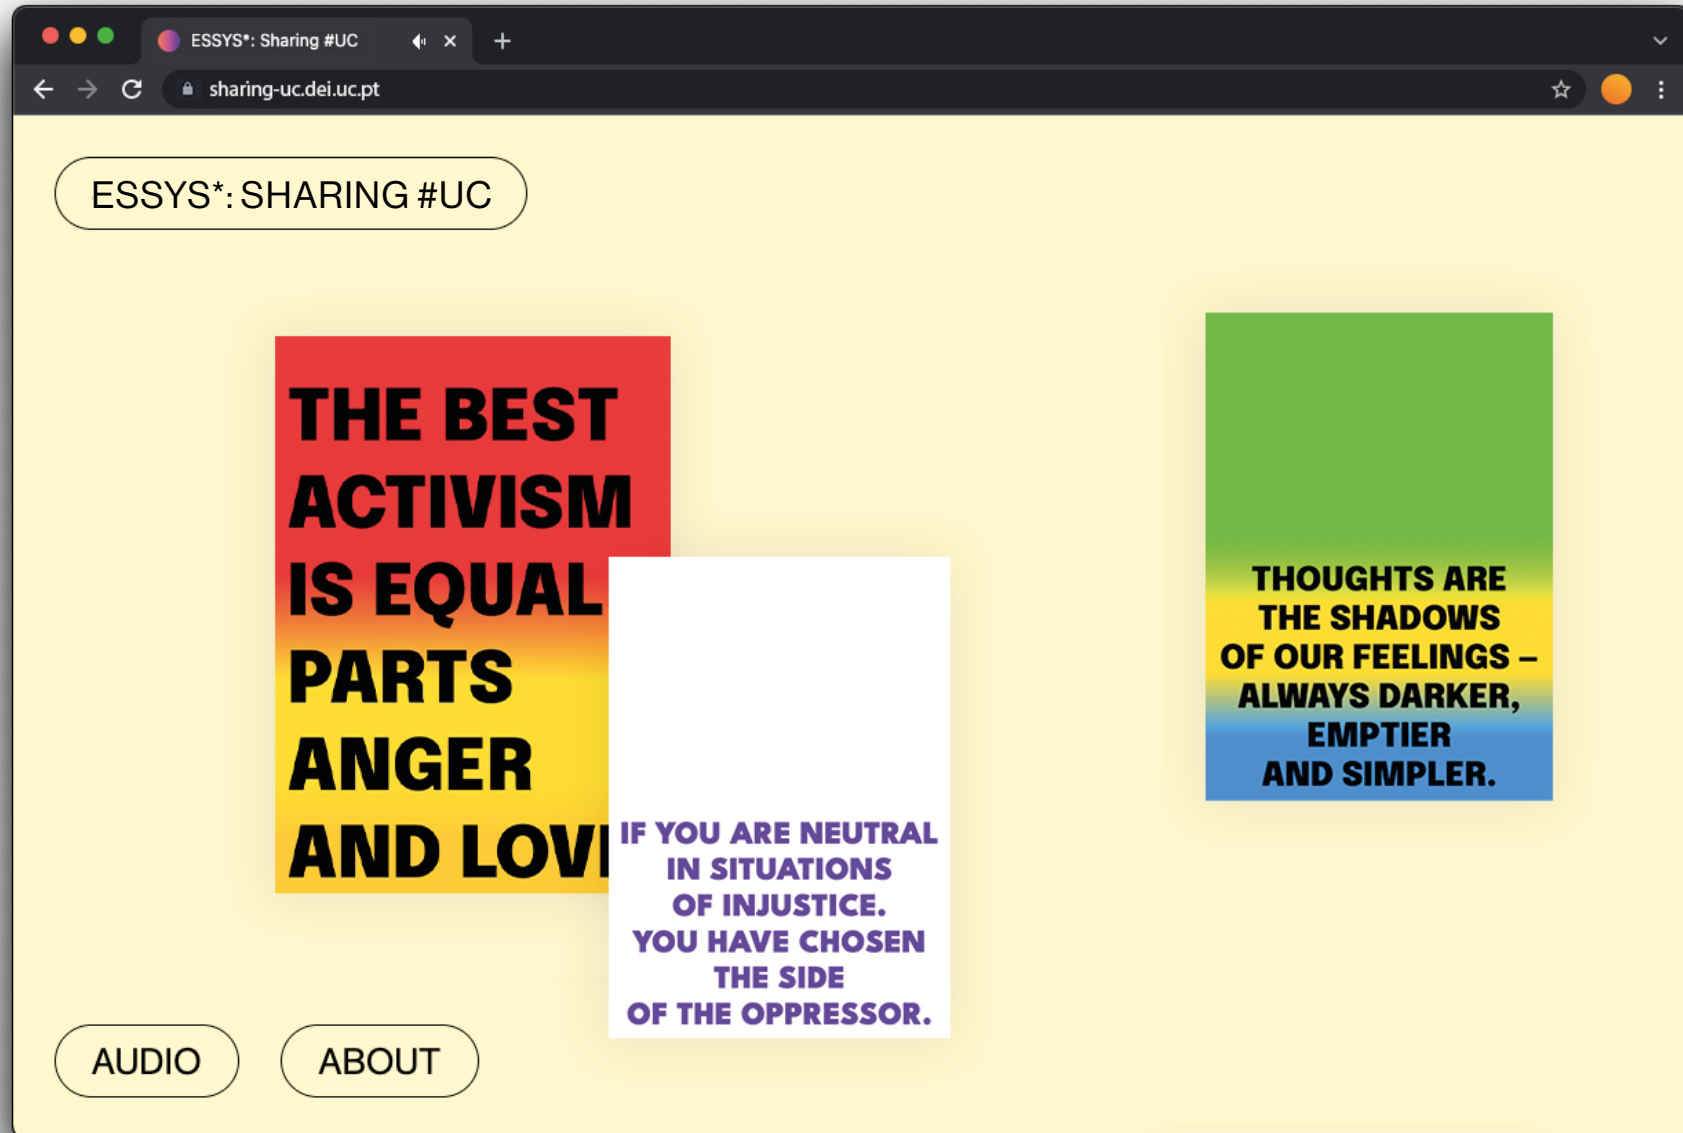 ESSYS*: Sharing #UC
sharing-uc.dei.uc.pt
ESSYS*: SHARING #UC
THE BEST
ACTIVISM
IS EQUAL
PARTS
ANGER
AND LOV
IF YOU ARE NEUTRAL
IN SITUATIONS
OF INJUSTICE.
YOU HAVE CHOSEN
THE SIDE
OF THE OPPRESSOR.
THOUGHTS ARE
THE SHADOWS
OF OUR FEELINGS –
ALWAYS DARKER,
EMPTIER
AND SIMPLER.
AUDIO
ABOUT